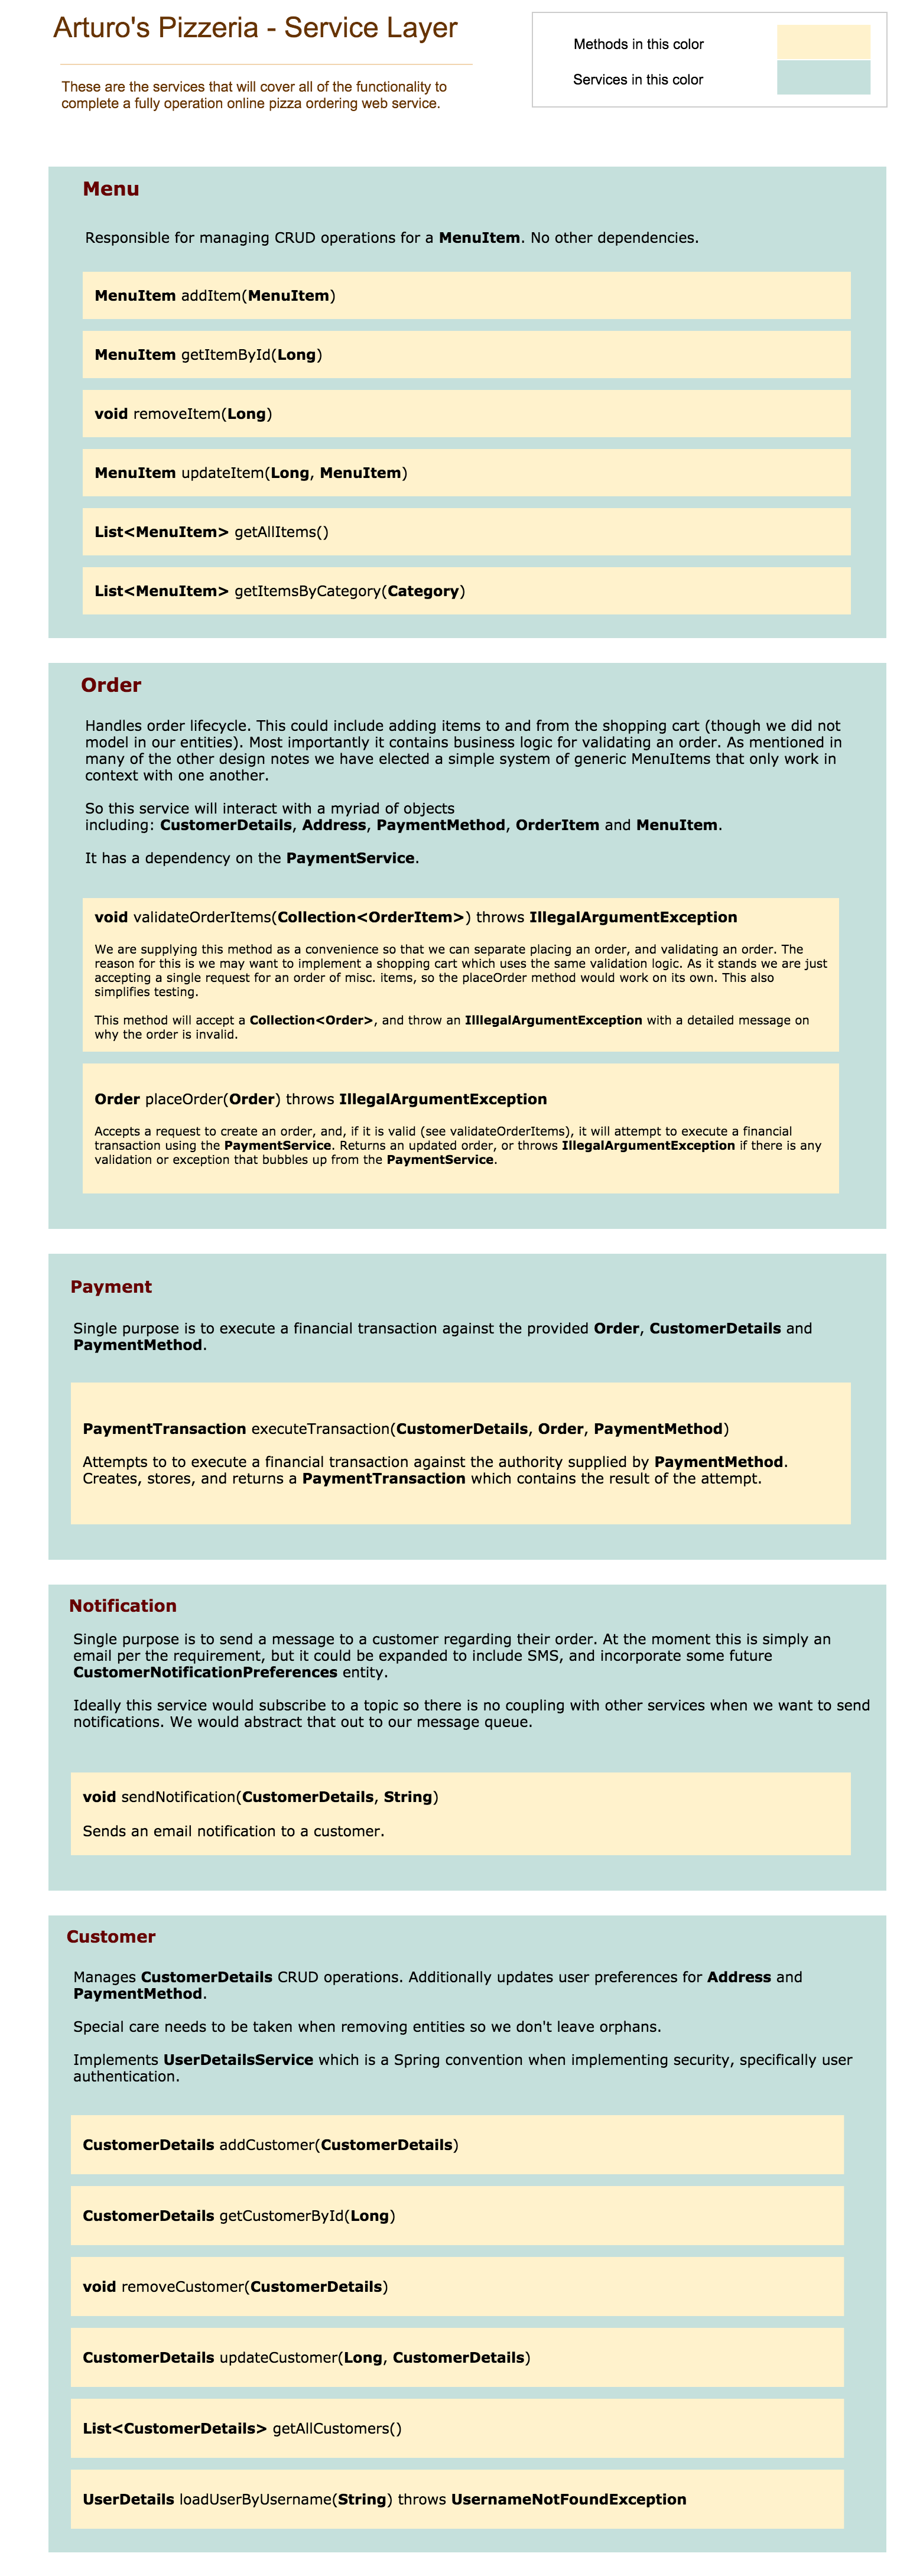 Arturo's Pizzeria - Service Layer
These are the services that will cover all of the functionality to
complete a fully operation online pizza ordering web service.
Methods in this color
Services in this color
Menu
Responsible for managing CRUD operations for a MenuItem. No other dependencies.
MenuItem addItem(MenuItem)
MenuItem getItemById(Long)
void removeItem(Long)
MenuItem updateItem(Long, MenuItem)
List<MenuItem> getAllItems()
List<MenuItem> getItemsByCategory(Category)
Order
Handles order lifecycle. This could include adding items to and from the shopping cart (though we did not
model in our entities). Most importantly it contains business logic for validating an order. As mentioned in
many of the other design notes we have elected a simple system of generic MenuItems that only work in
context with one another.
So this service will interact with a myriad of objects
including: CustomerDetails, Address, PaymentMethod, OrderItem and MenuItem.
It has a dependency on the PaymentService.
void validateOrderItems(Collection<OrderItem>) throws IllegalArgumentException
We are supplying this method as a convenience so that we can separate placing an order, and validating an order. The
reason for this is we may want to implement a shopping cart which uses the same validation logic. As it stands we are just
accepting a single request for an order of misc. items, so the placeOrder method would work on its own. This also
simplifies testing.
This method will accept a Collection<Order>, and throw an IIllegalArgumentException with a detailed message on
why the order is invalid.
Order placeOrder(Order) throws IllegalArgumentException
Accepts a request to create an order, and, if it is valid (see validateOrderItems), it will attempt to execute a financial
transaction using the PaymentService. Returns an updated order, or throws IllegalArgumentException if there is any
validation or exception that bubbles up from the PaymentService.
Payment
Single purpose is to execute a financial transaction against the provided Order, CustomerDetails and
PaymentMethod.
PaymentTransaction executeTransaction(CustomerDetails, Order, PaymentMethod)
Attempts to to execute a financial transaction against the authority supplied by PaymentMethod.
Creates, stores, and returns a PaymentTransaction which contains the result of the attempt.
Notification
Single purpose is to send a message to a customer regarding their order. At the moment this is simply an
email per the requirement, but it could be expanded to include SMS, and incorporate some future
CustomerNotificationPreferences entity.
Ideally this service would subscribe to a topic so there is no coupling with other services when we want to send
notifications. We would abstract that out to our message queue.
void sendNotification(CustomerDetails, String)
Sends an email notification to a customer.
Customer
Manages CustomerDetails CRUD operations. Additionally updates user preferences for Address and
PaymentMethod.
Special care needs to be taken when removing entities so we don't leave orphans.
Implements UserDetailsService which is a Spring convention when implementing security, specifically user
authentication.
CustomerDetails addCustomer(CustomerDetails)
CustomerDetails getCustomerById(Long)
void removeCustomer(CustomerDetails)
CustomerDetails updateCustomer(Long, CustomerDetails)
List<CustomerDetails> getAllCustomers()
UserDetails loadUserByUsername(String) throws UsernameNotFoundException